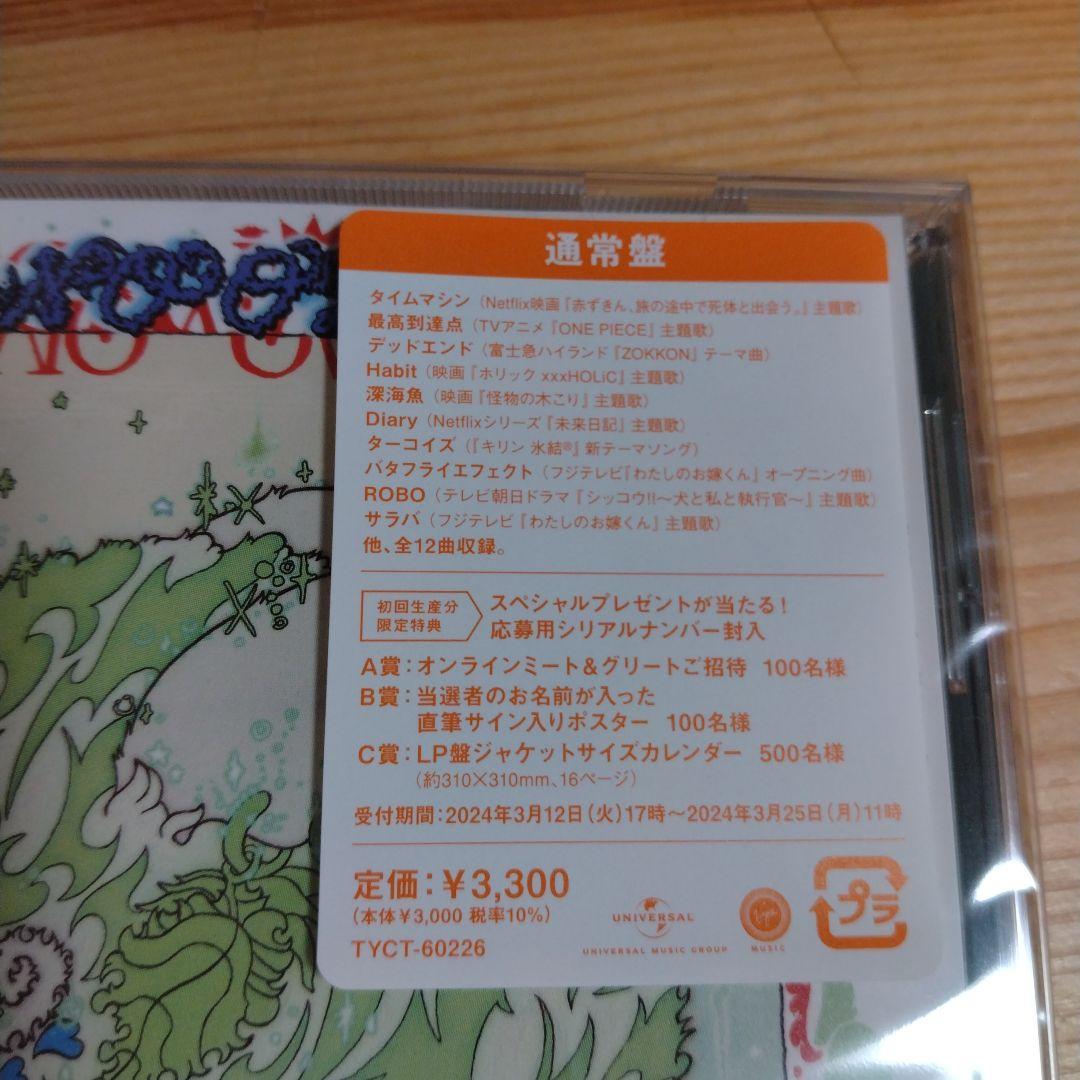 通常盤
タイムマシン（Netflix映画『赤ずきん、旅の途中で死体と出会う。』主題歌）
最高到達点（TVアニメ『ONE PIECE』主題歌）
デッドエンド（富士急ハイランド『ZOKKON』テーマ曲）
Habit（映画『ホリック xxxHOLiC』主題歌）
深海魚（映画『怪物の木こり』主題歌）
Diary（Netflixシリーズ『未来日記』主題歌）
ターコイズ（『キリン 氷結®』新テーマソング）
バタフライエフェクト（フジテレビ『わたしのお嫁くん』オープニング曲）
ROBO（テレビ朝日ドラマ『シッコウ!!〜犬と私と執行官〜』主題歌）
サラバ（フジテレビ『わたしのお嫁くん』主題歌）
他、全12曲収録。
初回生産分
限定特典
スペシャルプレゼントが当たる！
応募用シリアルナンバー封入
A賞：オンラインミート＆グリートご招待 100名様
B賞：当選者のお名前が入った
直筆サイン入りポスター 100名様
C賞：LP盤ジャケットサイズカレンダー 500名様
（約310×310mm、16ページ）
受付期間：2024年3月12日（火）17時〜2024年3月25日（月）11時
定価：¥3,300
（本体¥3,000 税率10%）
TYCT-60226
UNIVERSAL
UNIVERSAL MUSIC GROUP
Virgin
MUSIC
プラ